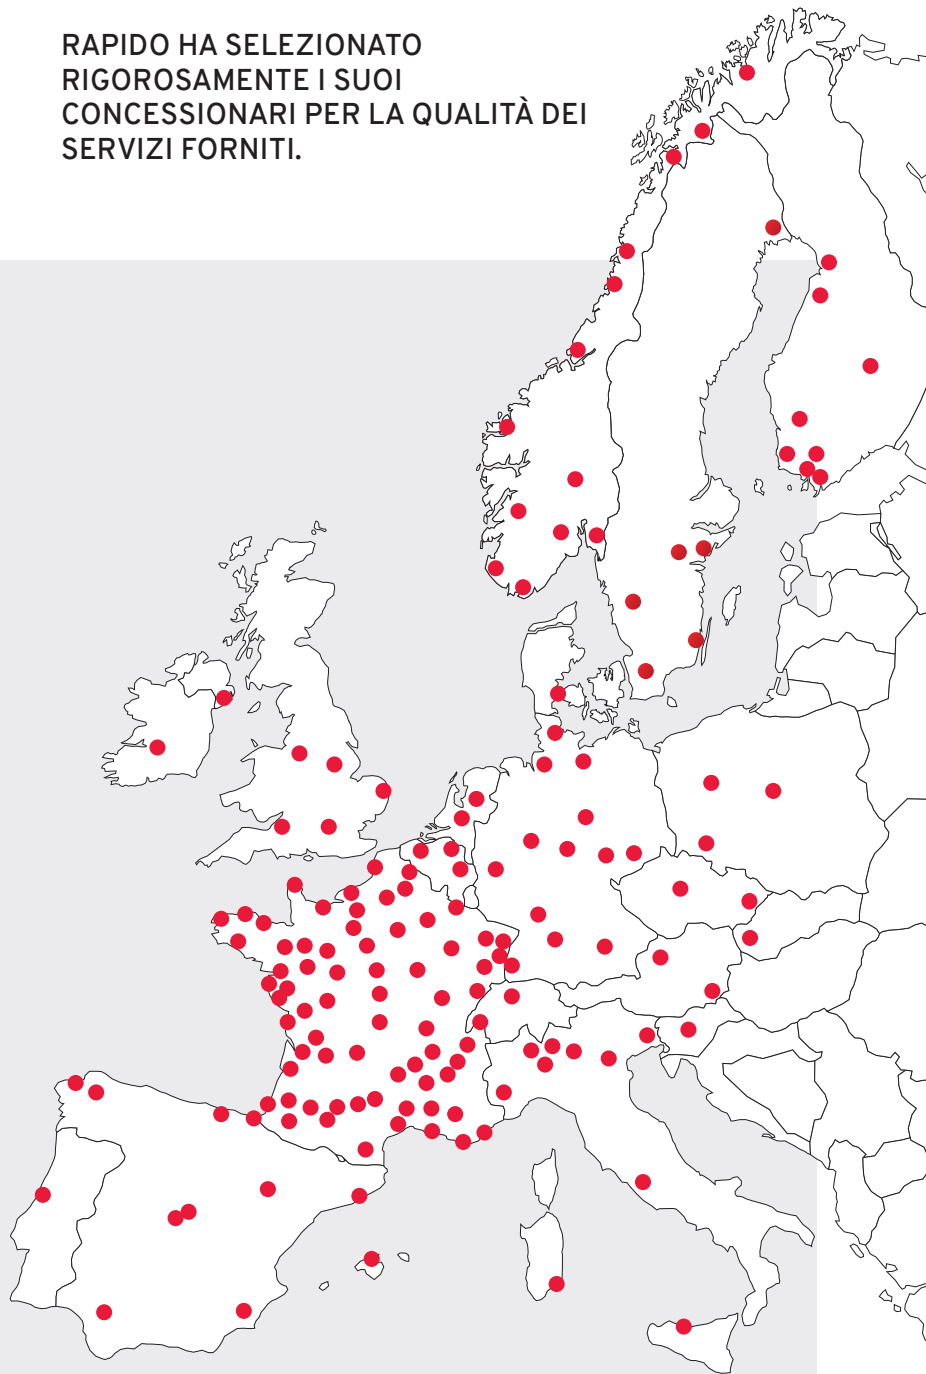 RAPIDO HA SELEZIONATO
RIGOROSAMENTE I SUOI
CONCESSIONARI PER LA QUALITÀ DEI
SERVIZI FORNITI.